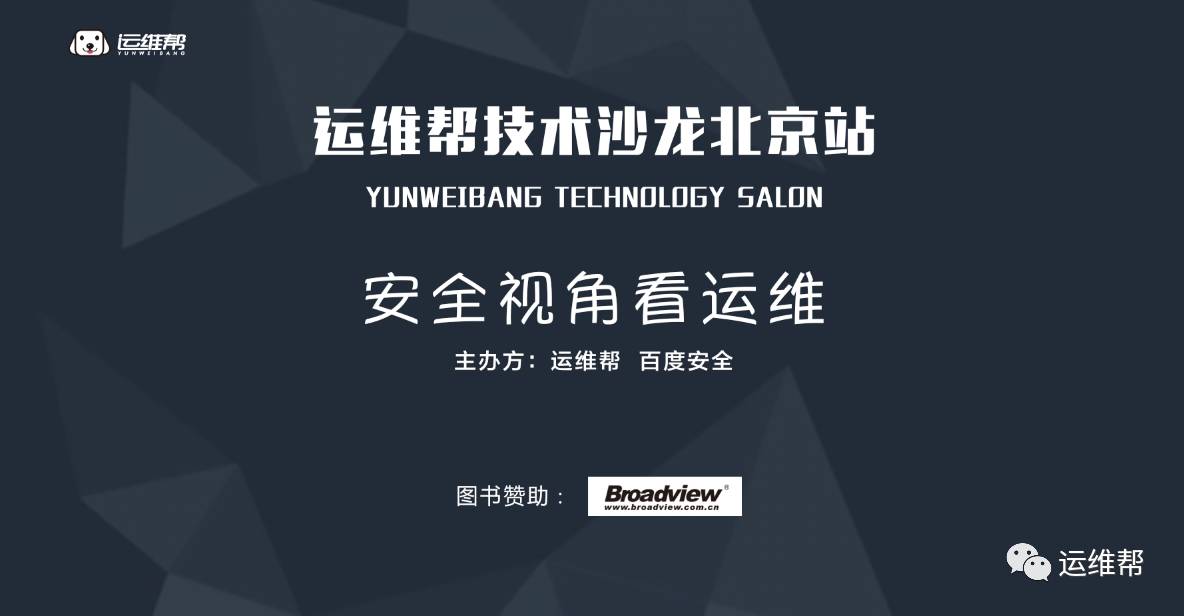 运维帮
YUNWEIBANG
运维帮技术沙龙北京站
YUNWEIBANG TECHNOLOGY SALON
安全视角看运维
主办方：运维帮 百度安全
图书赞助：Broadview®
www.broadview.com.cn
运维帮